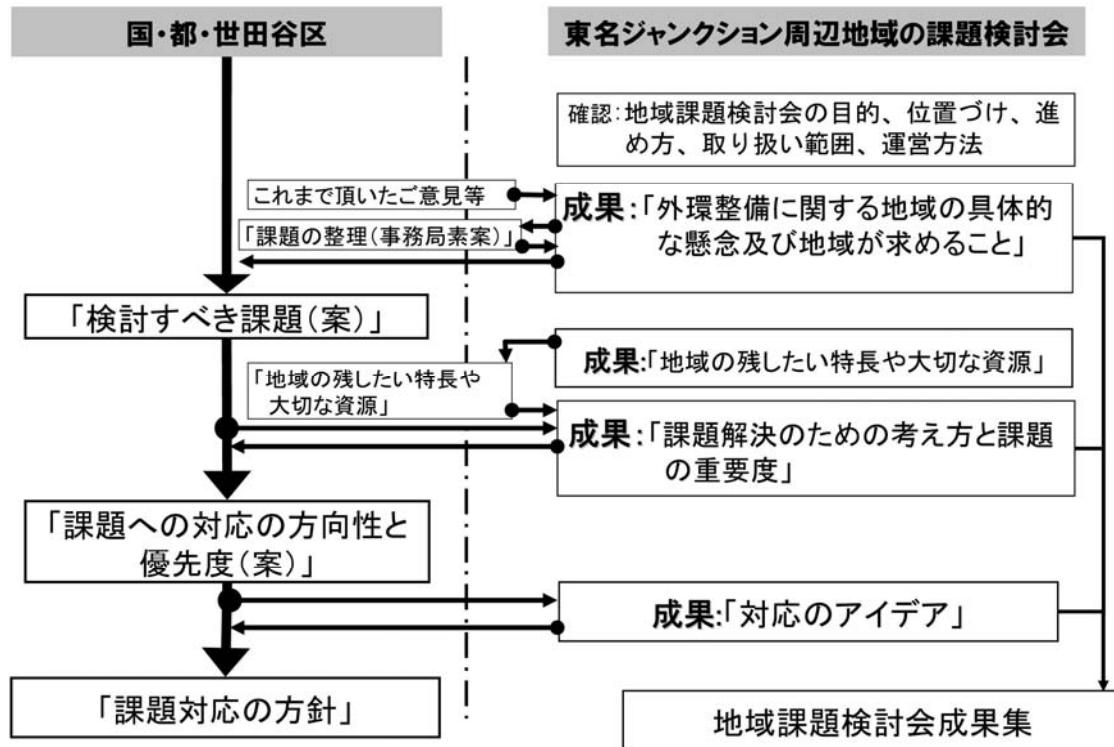 国・都・世田谷区
東名ジャンクション周辺地域の課題検討会
確認:地域課題検討会の目的、位置づけ、進
め方、取り扱い範囲、運営方法
これまで頂いたご意見等
「課題の整理(事務局素案)」
成果:「外環整備に関する地域の具体的
な懸念及び地域が求めること」
「検討すべき課題(案)」
成果:「地域の残したい特長や大切な資源」
「地域の残したい特長や
大切な資源」
成果:「課題解決のための考え方と課題
の重要度」
「課題への対応の方向性と
優先度(案)」
成果:「対応のアイデア」
「課題対応の方針」
地域課題検討会成果集